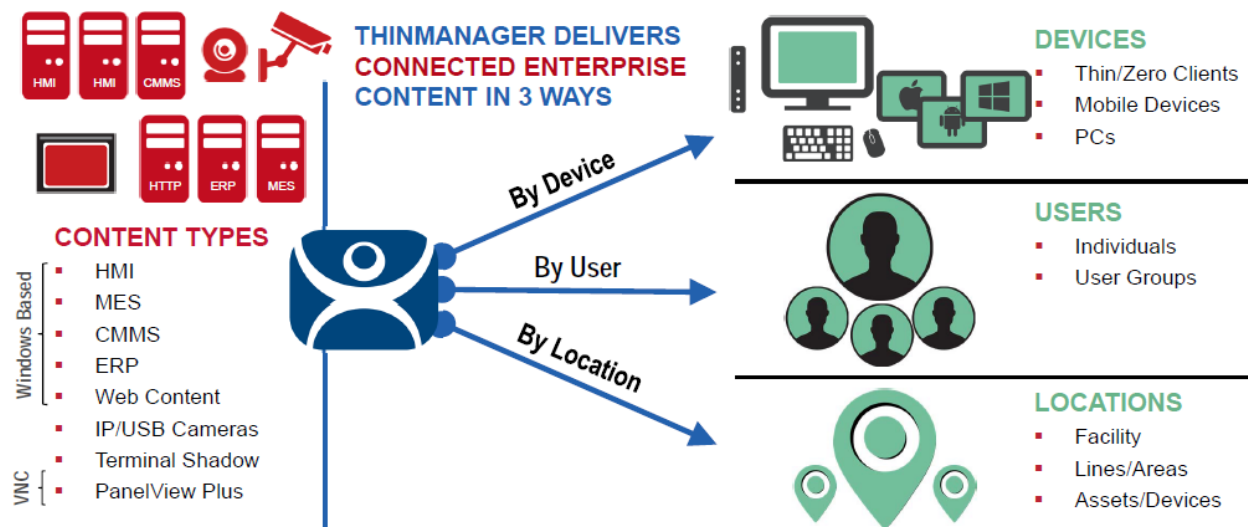 HMI
HMI
CMMS
HTTP
ERP
MES
THINMANAGER DELIVERS
CONNECTED ENTERPRISE
CONTENT IN 3 WAYS
CONTENT TYPES
Windows Based
HMI
MES
CMMS
ERP
Web Content
IP/USB Cameras
Terminal Shadow
VNC
PanelView Plus
By Device
By User
By Location
DEVICES
Thin/Zero Clients
Mobile Devices
PCs
USERS
Individuals
User Groups
LOCATIONS
Facility
Lines/Areas
Assets/Devices